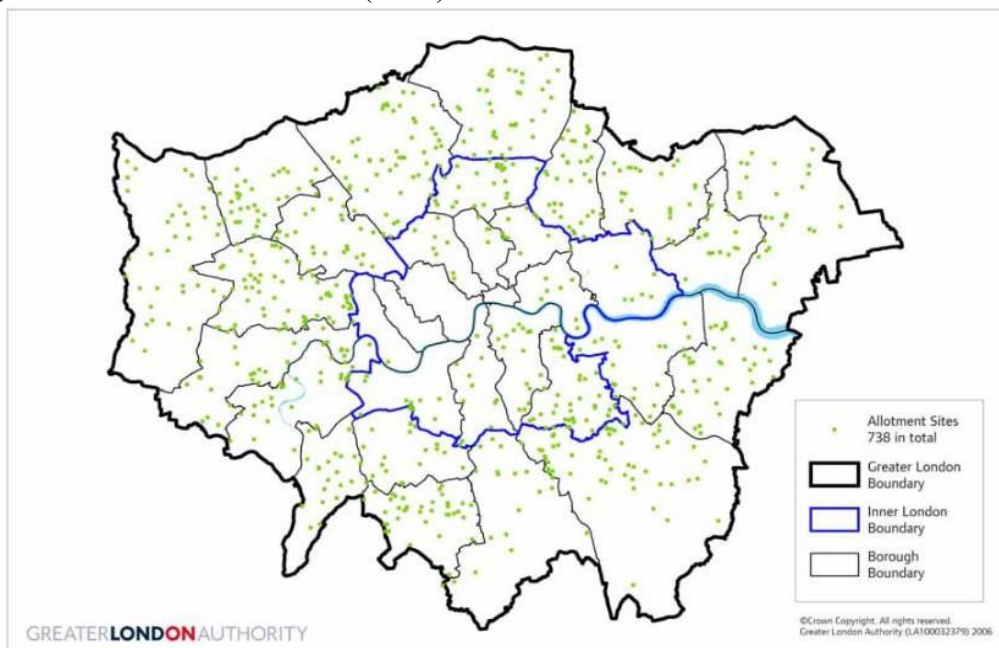 Allotment Sites
738 in total
Greater London
Boundary
Inner London
Boundary
Borough
Boundary
GREATERLONDONAUTHORITY
©Crown Copyright. All rights reserved.
Greater London Authority (LA100032379) 2006